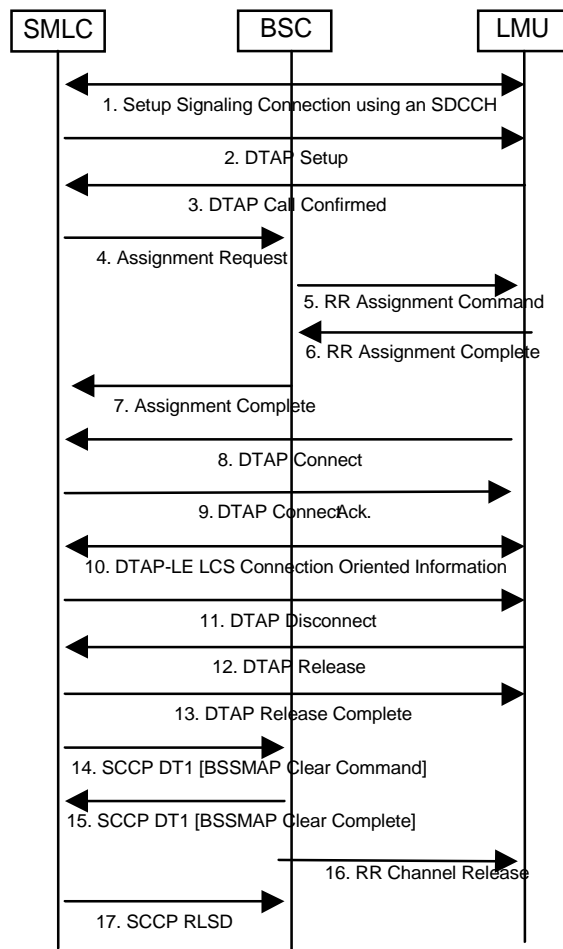 SMLC
BSC
LMU
1. Setup Signaling Connection using an SDCCH
2. DTAP Setup
3. DTAP Call Confirmed
4. Assignment Request
5. RR Assignment Command
6. RR Assignment Complete
7. Assignment Complete
8. DTAP Connect
9. DTAP Connect Ack.
10. DTAP-LE LCS Connection Oriented Information
11. DTAP Disconnect
12. DTAP Release
13. DTAP Release Complete
14. SCCP DT1 [BSSMAP Clear Command]
15. SCCP DT1 [BSSMAP Clear Complete]
16. RR Channel Release
17. SCCP RLSD